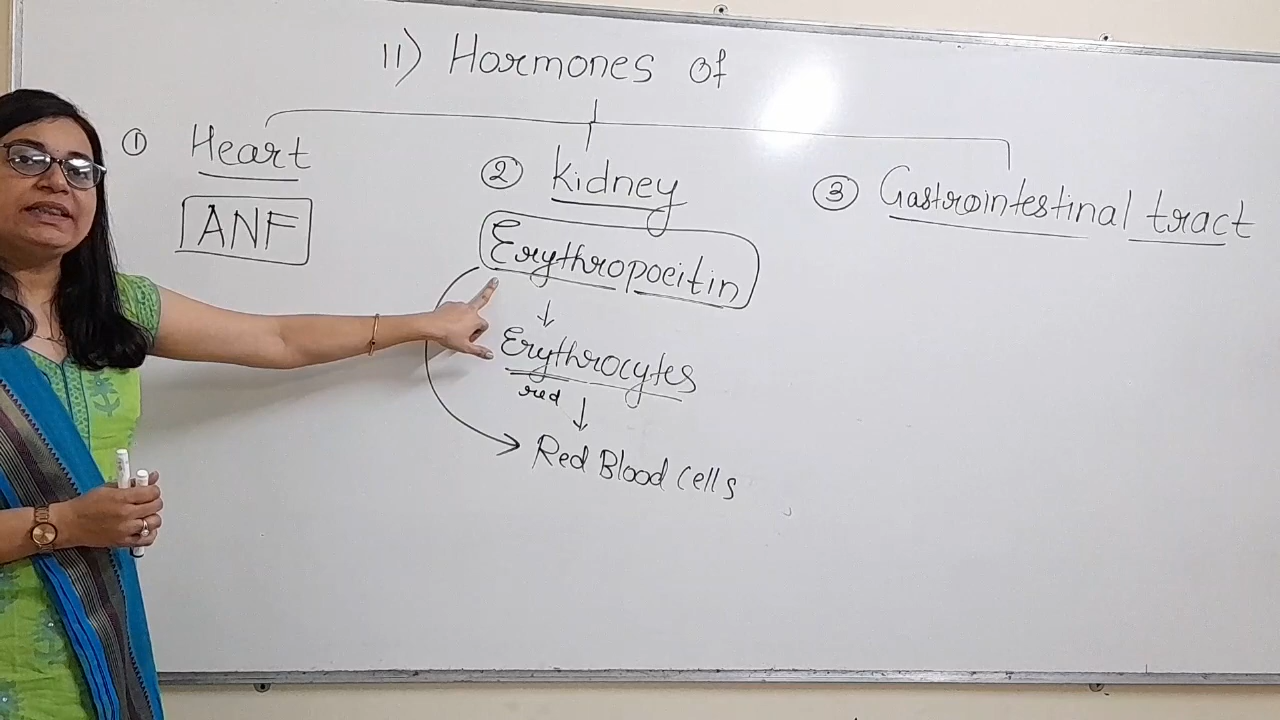 11) Hormones of
① Heart
ANF
② Kidney
Erythropoeitin
↓
Erythrocytes
red
↓
Red Blood Cells
③ Gastrointestinal tract